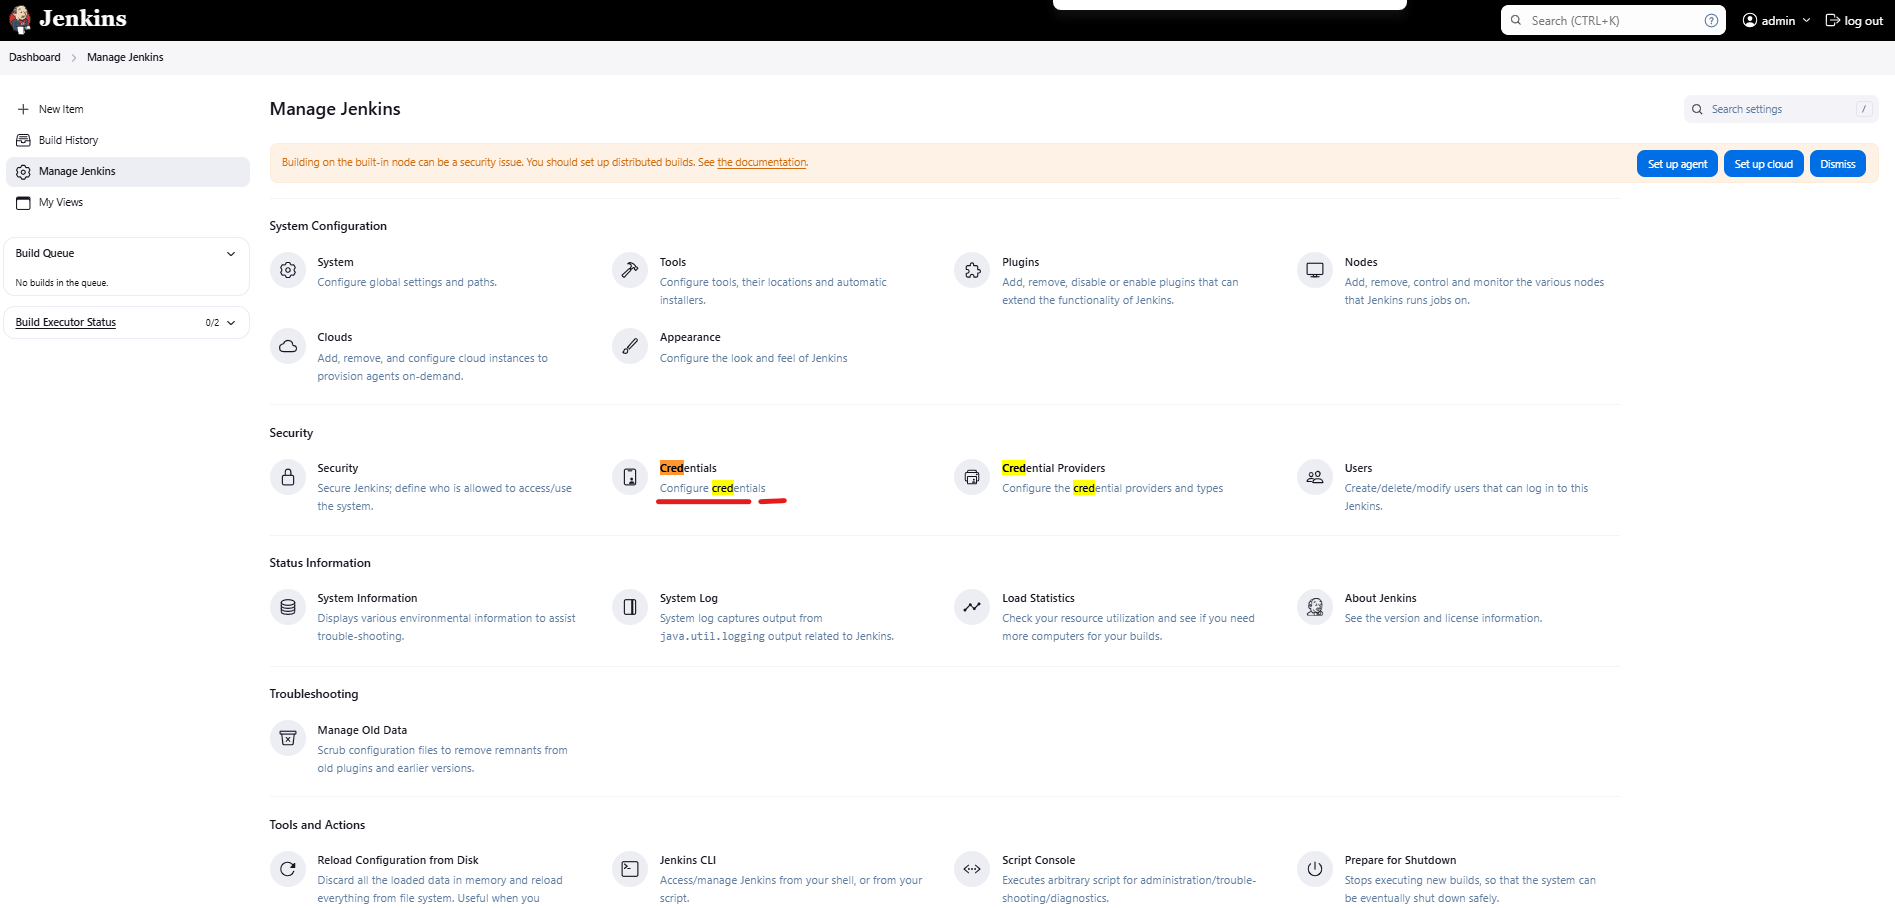 Jenkins
Search (CTRL+K)
?
admin
log out
Dashboard
Manage Jenkins
New Item
Build History
Manage Jenkins
My Views
Build Queue
No builds in the queue.
Build Executor Status
0/2
Manage Jenkins
Search settings
/
Building on the built-in node can be a security issue. You should set up distributed builds. See the documentation.
Set up agent
Set up cloud
Dismiss
System Configuration
System
Configure global settings and paths.
Tools
Configure tools, their locations and automatic
installers.
Plugins
Add, remove, disable or enable plugins that can
extend the functionality of Jenkins.
Nodes
Add, remove, control and monitor the various nodes
that Jenkins runs jobs on.
Clouds
Add, remove, and configure cloud instances to
provision agents on-demand.
Appearance
Configure the look and feel of Jenkins
Security
Security
Secure Jenkins; define who is allowed to access/use
the system.
Credentials
Configure credentials
Credential Providers
Configure the credential providers and types
Users
Create/delete/modify users that can log in to this
Jenkins.
Status Information
System Information
Displays various environmental information to assist
trouble-shooting.
System Log
System log captures output from
java.util.logging output related to Jenkins.
Load Statistics
Check your resource utilization and see if you need
more computers for your builds.
About Jenkins
See the version and license information.
Troubleshooting
Manage Old Data
Scrub configuration files to remove remnants from
old plugins and earlier versions.
Tools and Actions
Reload Configuration from Disk
Discard all the loaded data in memory and reload
everything from file system. Useful when you
Jenkins CLI
Access/manage Jenkins from your shell, or from your
script.
Script Console
Executes arbitrary script for administration/trouble-
shooting/diagnostics.
Prepare for Shutdown
Stops executing new builds, so that the system can
be eventually shut down safely.